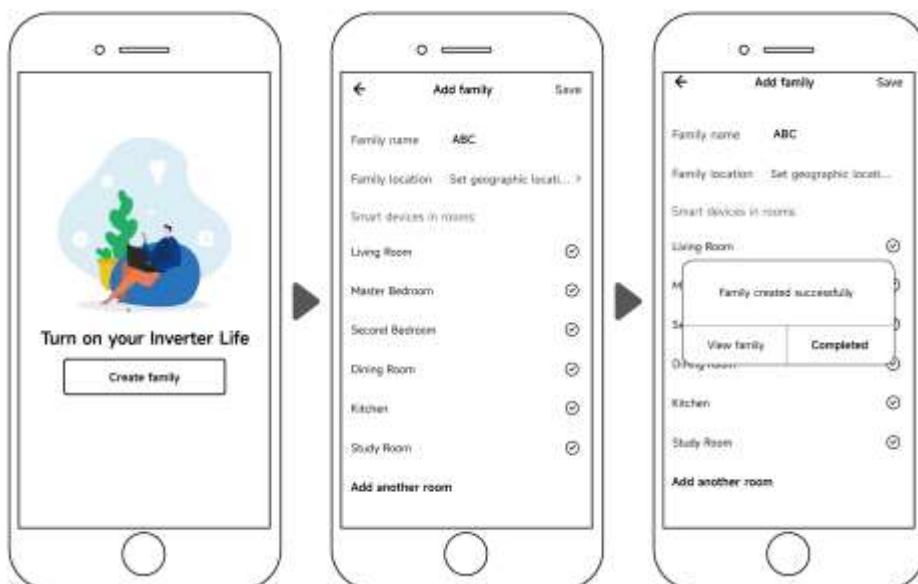 Turn on your Inverter Life
Create family
Add family Save
Family name ABC
Family location Set geographic locati... >
Smart devices in rooms:
Living Room
Master Bedroom
Second Bedroom
Dining Room
Kitchen
Study Room
Add another room
Add family Save
Family name ABC
Family location Set geographic locati...
Smart devices in rooms:
Living Room
M
Family created successfully
Se
View family Completed
Dining Room
Kitchen
Study Room
Add another room